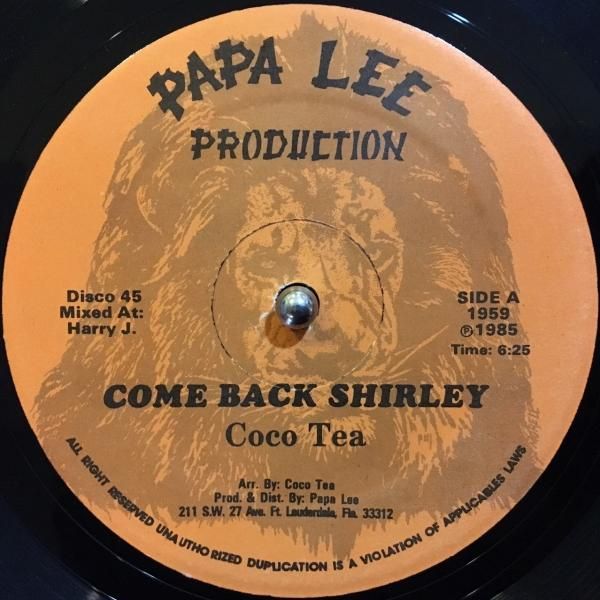 PAPA LEE
PRODUCTION
Disco 45
Mixed At:
Harry J.
SIDE A
1959
℗1985
Time: 6:25
COME BACK SHIRLEY
Coco Tea
Arr. By: Coco Tea
Prod. & Dist. By: Papa Lee
211 S.W. 27 Ave. Ft. Lauderdale, Fla. 33312
ALL RIGHT RESERVED UNAUTHO RIZED DUPLICATION IS A VIOLATION OF APPLICABLES LAWS